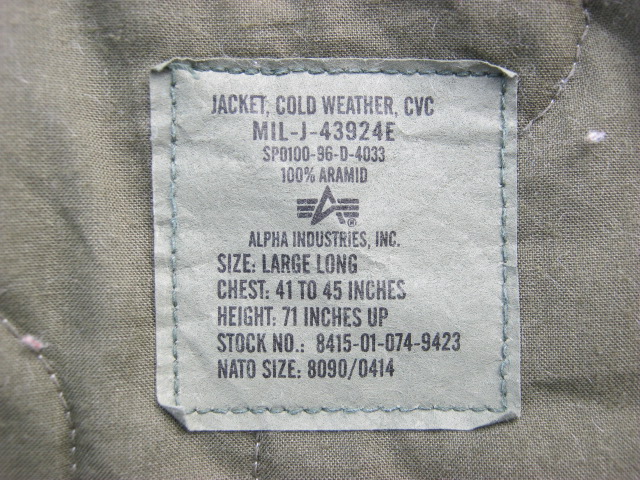 JACKET, COLD WEATHER, CVC
MIL-J-43924E
SP0100-96-D-4033
100% ARAMID
®
ALPHA INDUSTRIES, INC.
SIZE: LARGE LONG
CHEST: 41 TO 45 INCHES
HEIGHT: 71 INCHES UP
STOCK NO.: 8415-01-074-9423
NATO SIZE: 8090/0414